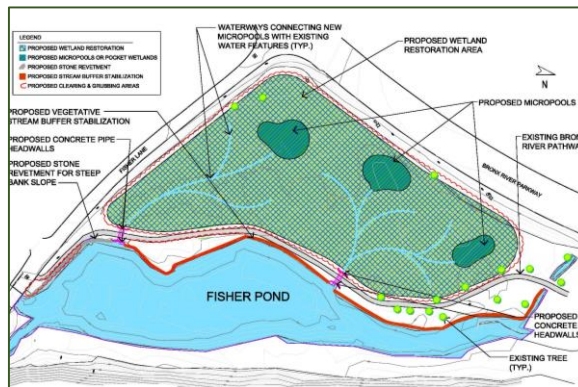 LEGEND
PROPOSED WETLAND RESTORATION
PROPOSED MICROPOOLS OR POCKET WETLANDS
PROPOSED STONE REVETMENT
PROPOSED STREAM BUFFER STABILIZATION
PROPOSED CLEARING & GRUBBING AREAS
WATERWAYS CONNECTING NEW
MICROPOOLS WITH EXISTING
WATER FEATURES (TYP.)
PROPOSED WETLAND
RESTORATION AREA
N
PROPOSED MICROPOOLS
PROPOSED VEGETATIVE
STREAM BUFFER STABILIZATION
PROPOSED CONCRETE PIPE
HEADWALLS
PROPOSED STONE
REVETMENT FOR STEEP
BANK SLOPE
FISHER LANE
BRONX RIVER PARKWAY
EXISTING BRON
RIVER PATHWA
FISHER POND
PROPOSED
CONCRETE
HEADWALLS
EXISTING TREE
(TYP.)